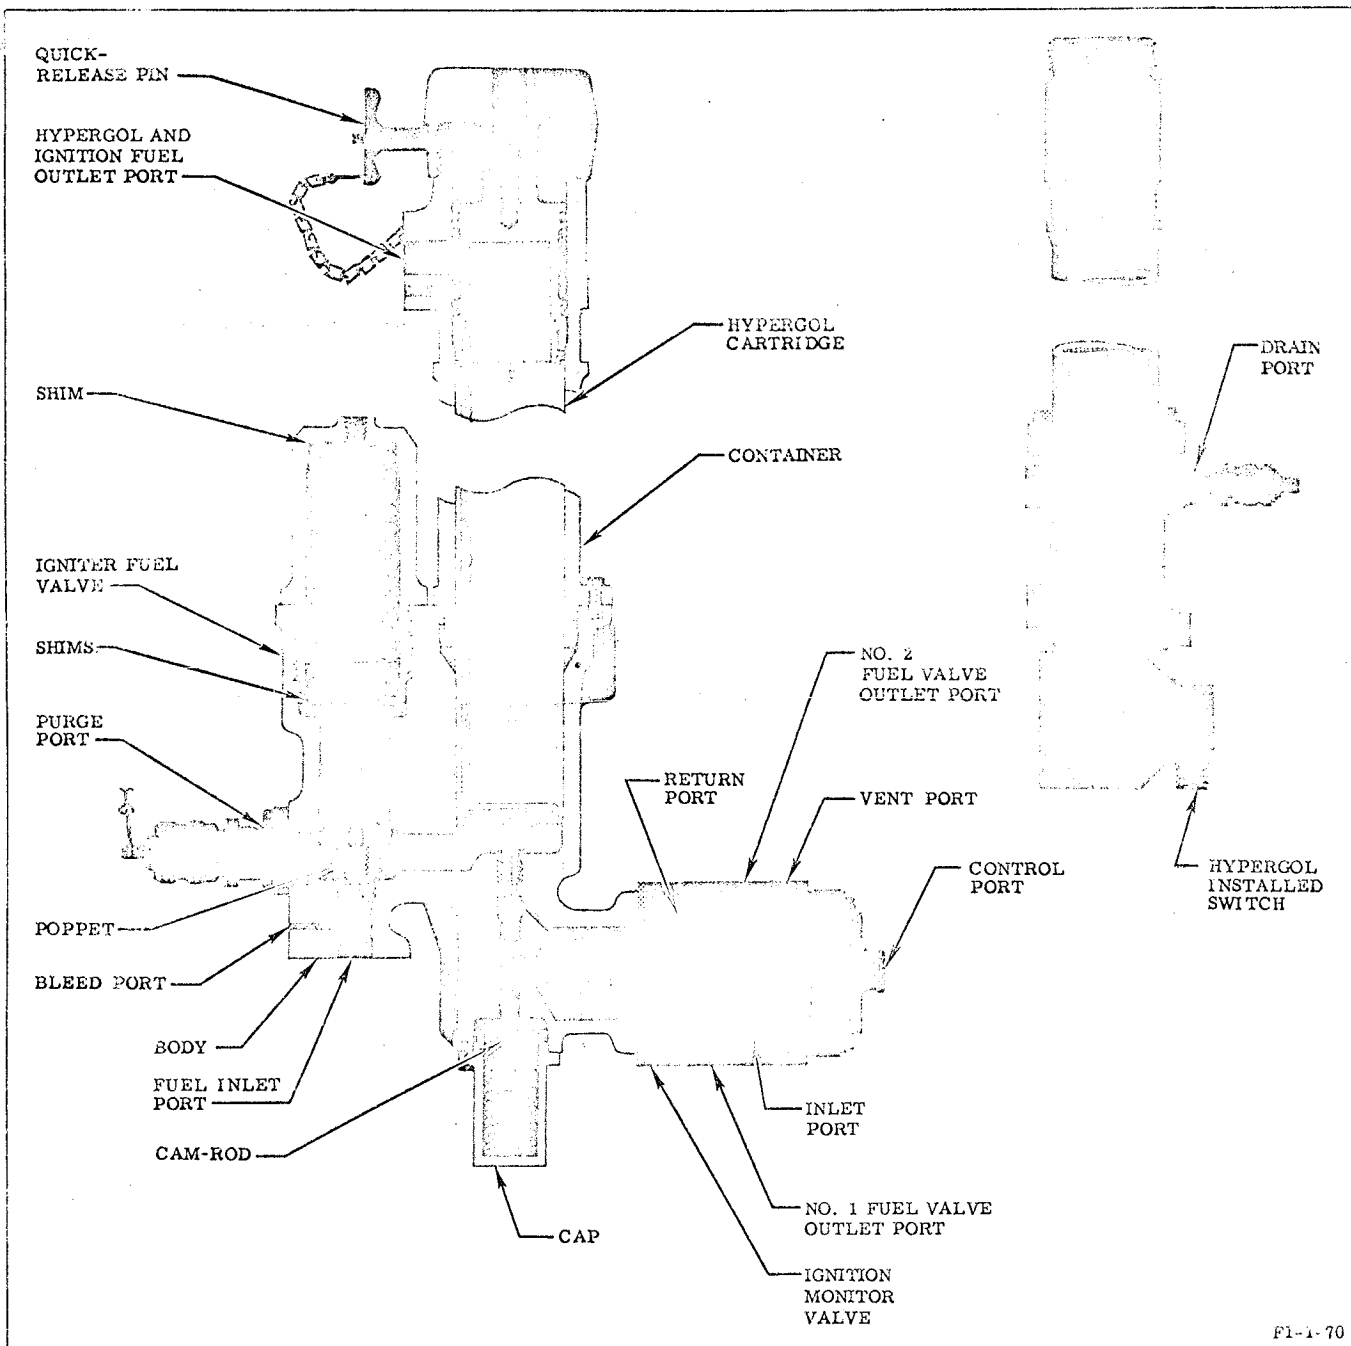 QUICK-
RELEASE PIN
HYPERGOL AND
IGNITION FUEL
OUTLET PORT
HYPERGOL
CARTRIDGE
DRAIN
PORT
SHIM
CONTAINER
IGNITER FUEL
VALVE
SHIMS
NO. 2
FUEL VALVE
OUTLET PORT
PURGE
PORT
RETURN
PORT
VENT PORT
CONTROL
PORT
HYPERGOL
INSTALLED
SWITCH
POPPET
BLEED PORT
BODY
FUEL INLET
PORT
INLET
PORT
CAM-ROD
NO. 1 FUEL VALVE
OUTLET PORT
CAP
IGNITION
MONITOR
VALVE
F1-1-70